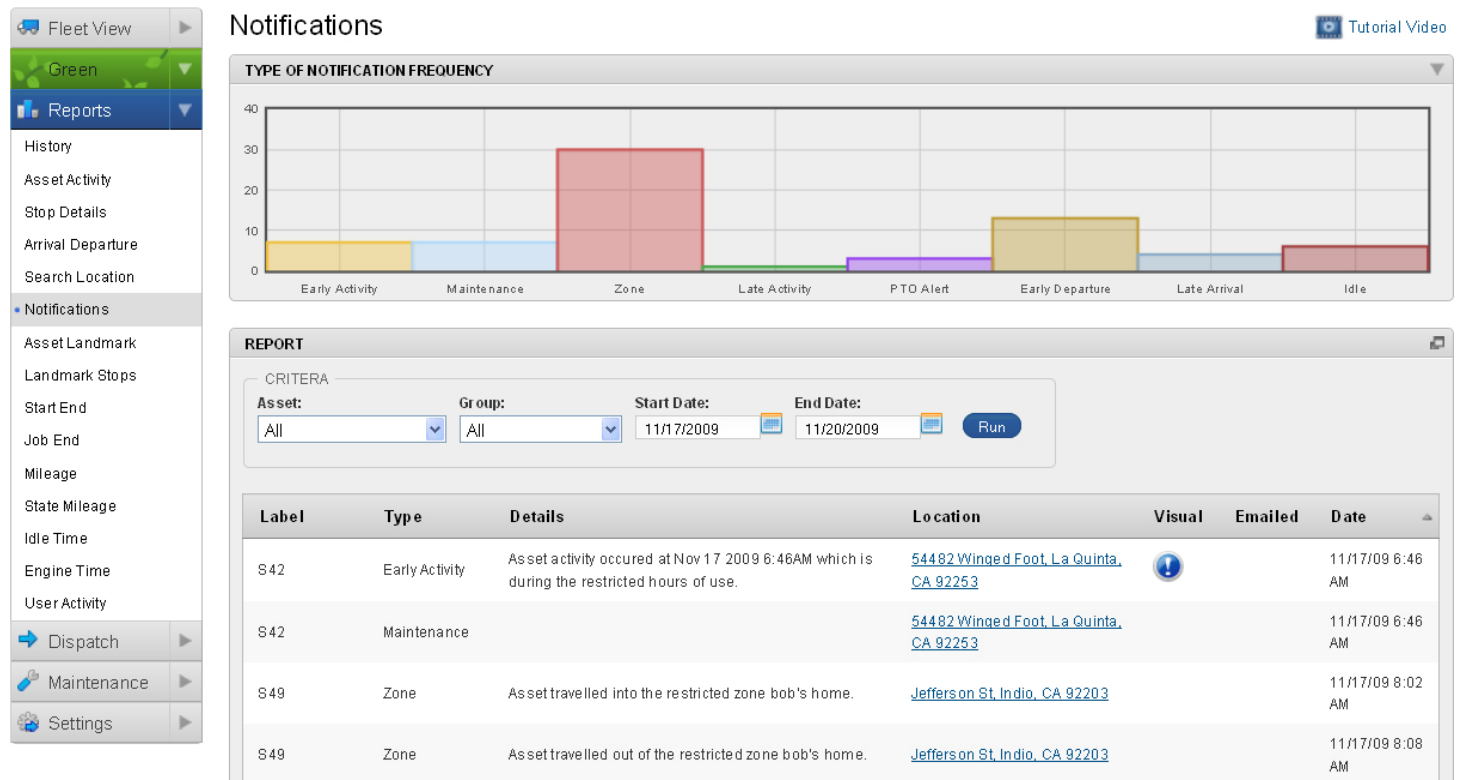 Fleet View
Green
Reports
History
Asset Activity
Stop Details
Arrival Departure
Search Location
Notifications
Asset Landmark
Landmark Stops
Start End
Job End
Mileage
State Mileage
Idle Time
Engine Time
User Activity
Dispatch
Maintenance
Settings
Notifications
Tutorial Video
TYPE OF NOTIFICATION FREQUENCY
40
30
20
10
0
Early Activity Maintenance Zone Late Activity PTO Alert Early Departure Late Arrival Idle
REPORT
CRITERA
Asset: Group: Start Date: End Date:
All All 11/17/2009 11/20/2009 Run
Label Type Details Location Visual Emailed Date
S42 Early Activity Asset activity occured at Nov 17 2009 6:46AM which is 54482 Winged Foot, La Quinta, 11/17/09 6:46
during the restricted hours of use. CA 92253 AM
S42 Maintenance 54482 Winged Foot, La Quinta, 11/17/09 6:46
CA 92253 AM
S49 Zone Asset travelled into the restricted zone bob's home. Jefferson St, Indio, CA 92203 11/17/09 8:02
AM
S49 Zone Asset travelled out of the restricted zone bob's home. Jefferson St, Indio, CA 92203 11/17/09 8:08
AM